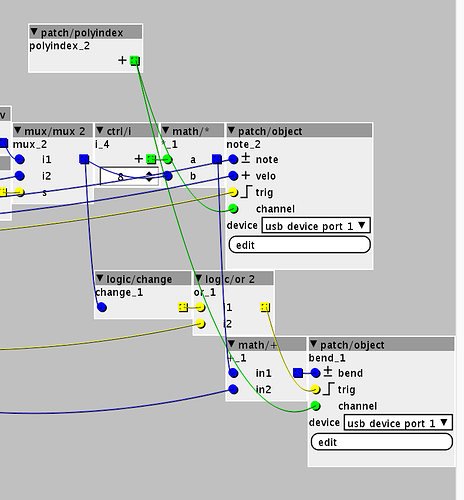 ▼ patch/polyindex
polyindex_2
+
v
▼ mux/mux 2
mux_2
i1
i2
s
▼ ctrl/i
i_4
+
8
▼ math/*
*_1
a
b
▼ patch/object
note_2
± note
+ velo
trig
channel
device usb device port 1 ▼
edit
▼ logic/change
change_1
▼ logic/or 2
or_1
i1
i2
▼ math/+
+_1
in1
in2
▼ patch/object
bend_1
± bend
trig
channel
device usb device port 1 ▼
edit